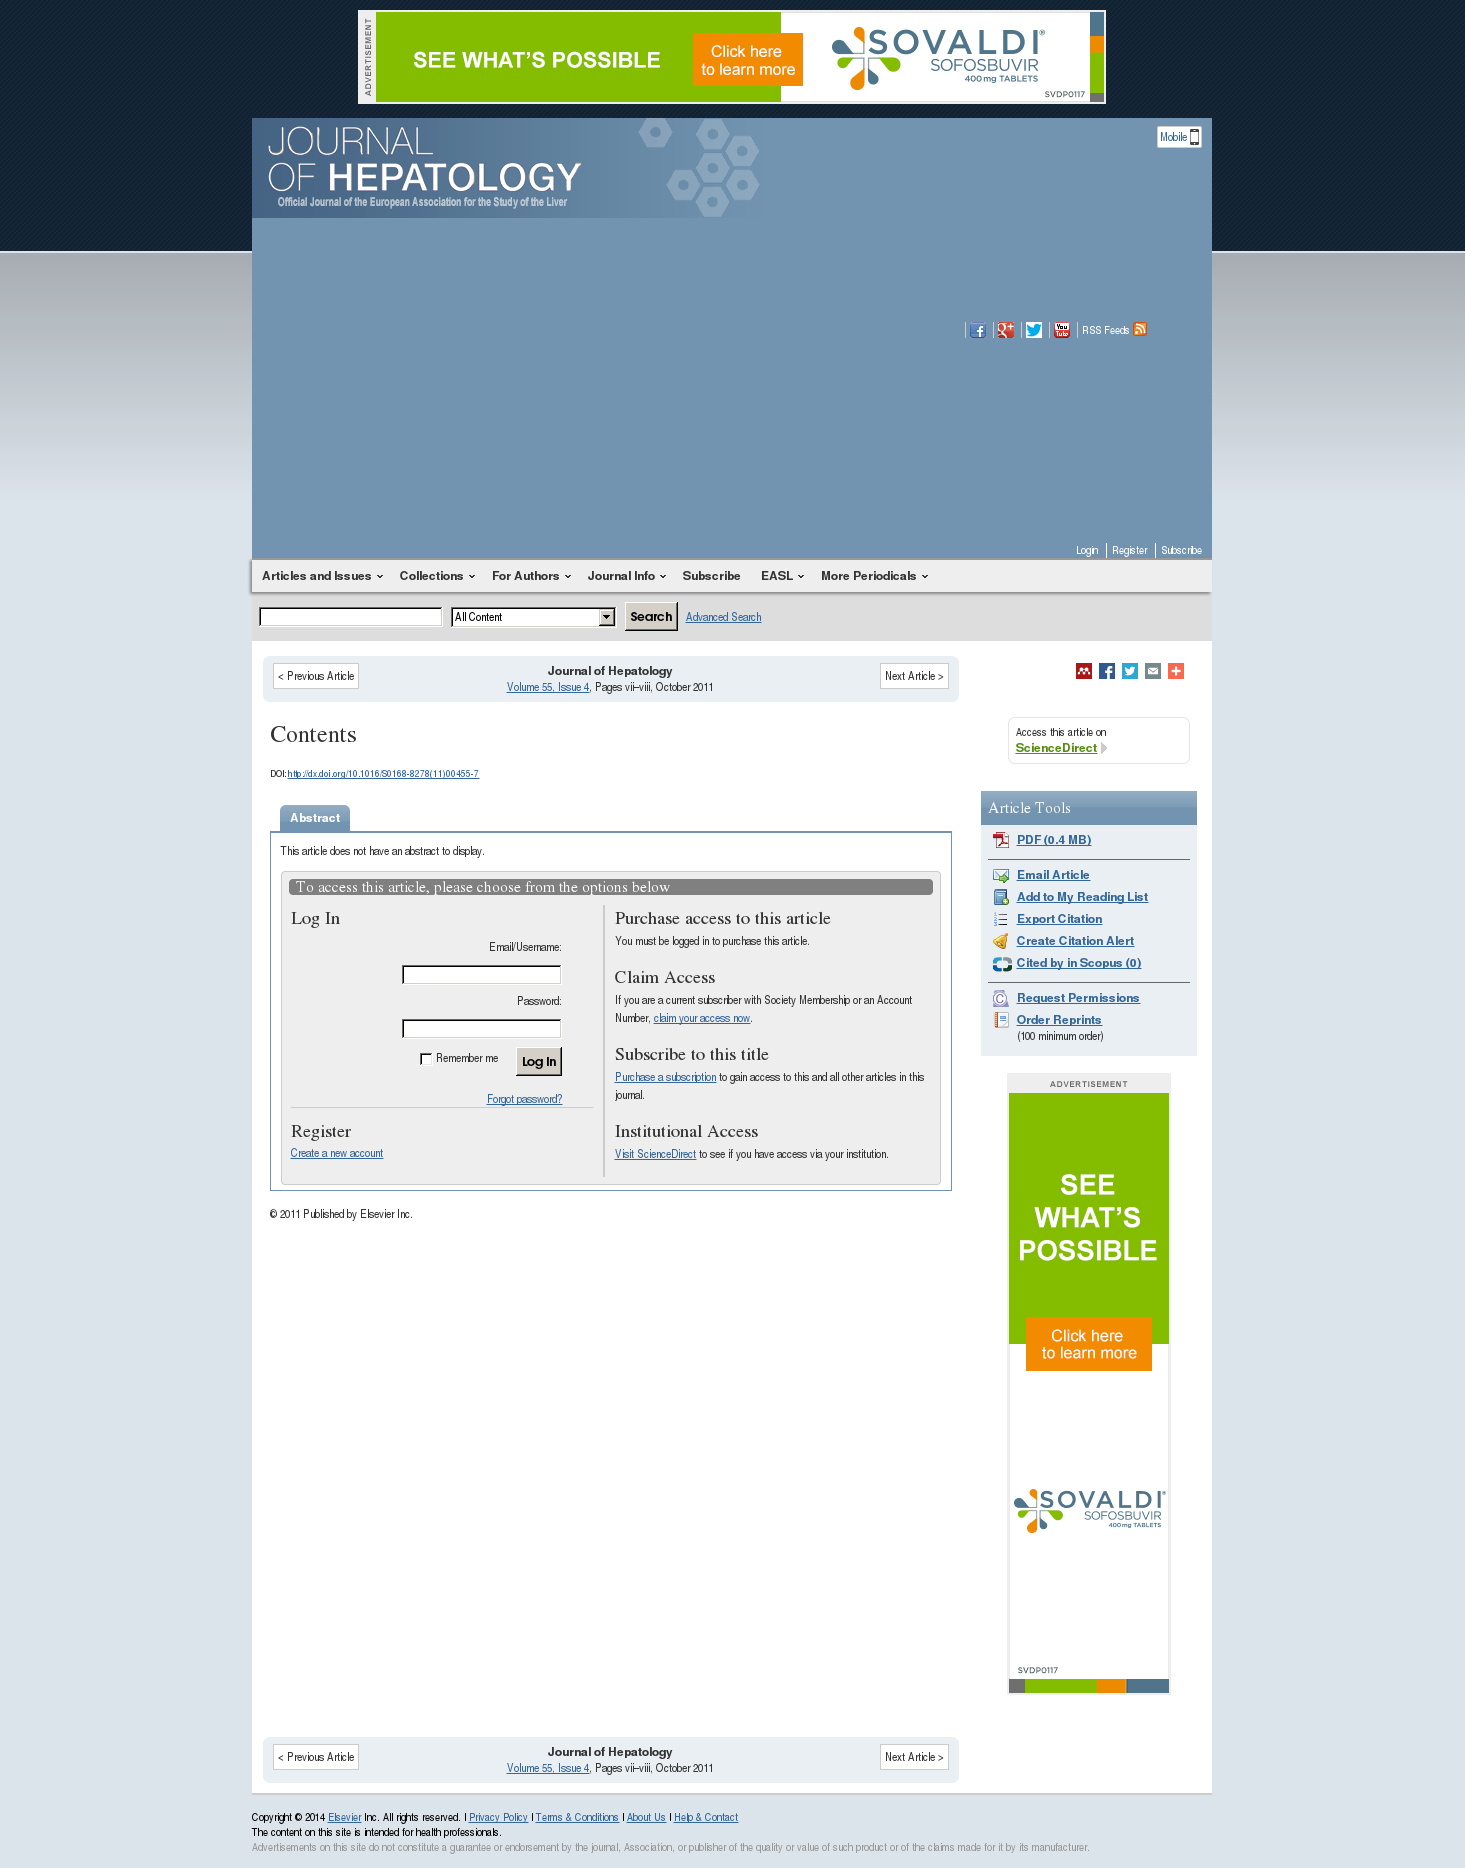 ADVERTISEMENT
SEE WHAT'S POSSIBLE
Click here
to learn more
SOVALDI®
SOFOSBUVIR
400 mg TABLETS
SVDP0117
JOURNAL
OF HEPATOLOGY
Official Journal of the European Association for the Study of the Liver
Mobile
RSS Feeds
Login Register Subscribe
Articles and Issues Collections For Authors Journal Info Subscribe EASL More Periodicals
All Content Search Advanced Search
< Previous Article
Journal of Hepatology
Volume 55, Issue 4, Pages vii–viii, October 2011
Next Article >
Contents
DOI: http://dx.doi.org/10.1016/S0168-8278(11)00455-7
Abstract
This article does not have an abstract to display.
To access this article, please choose from the options below
Log In
Email/Username:
Password:
Remember me
Log In
Forgot password?
Register
Create a new account
Purchase access to this article
You must be logged in to purchase this article.
Claim Access
If you are a current subscriber with Society Membership or an Account
Number, claim your access now.
Subscribe to this title
Purchase a subscription to gain access to this and all other articles in this
journal.
Institutional Access
Visit ScienceDirect to see if you have access via your institution.
© 2011 Published by Elsevier Inc.
Access this article on
ScienceDirect
Article Tools
PDF (0.4 MB)
Email Article
Add to My Reading List
Export Citation
Create Citation Alert
Cited by in Scopus (0)
Request Permissions
Order Reprints
(100 minimum order)
ADVERTISEMENT
SEE
WHAT'S
POSSIBLE
Click here
to learn more
SOVALDI®
SOFOSBUVIR
400 mg TABLETS
SVDP0117
< Previous Article
Journal of Hepatology
Volume 55, Issue 4, Pages vii–viii, October 2011
Next Article >
Copyright © 2014 Elsevier Inc. All rights reserved. | Privacy Policy | Terms & Conditions | About Us | Help & Contact
The content on this site is intended for health professionals.
Advertisements on this site do not constitute a guarantee or endorsement by the journal, Association, or publisher of the quality or value of such product or of the claims made for it by its manufacturer.